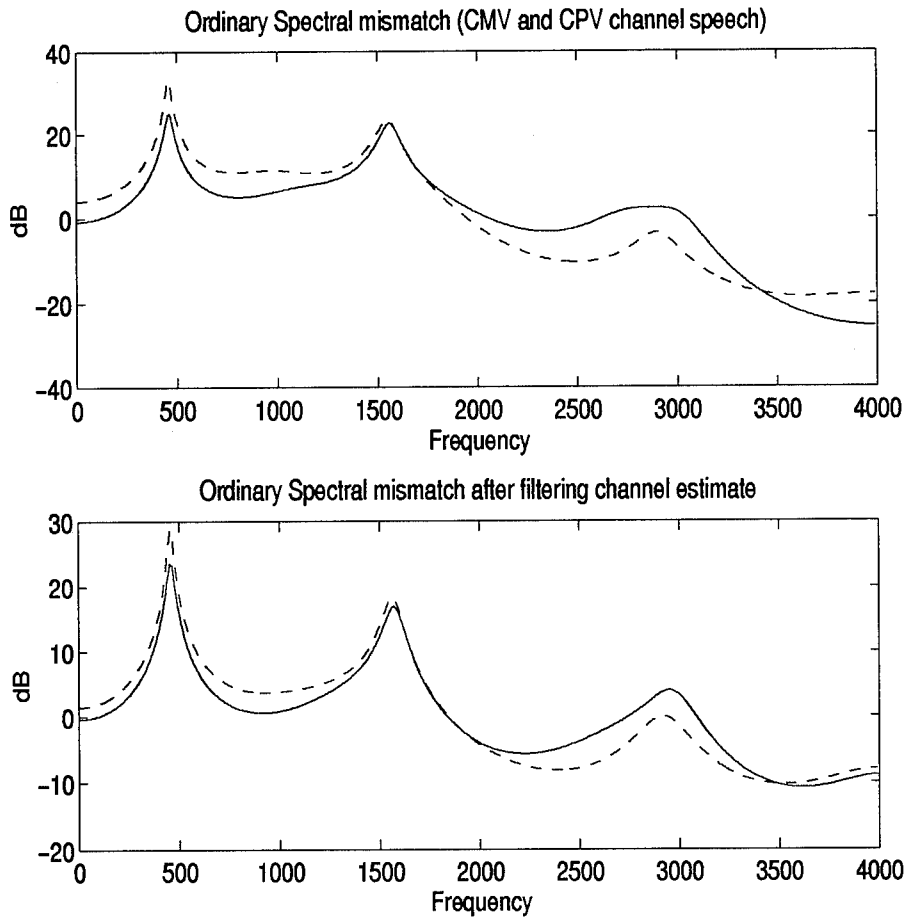 Ordinary Spectral mismatch (CMV and CPV channel speech)
40
20
0
−20
−40
dB
0 500 1000 1500 2000 2500 3000 3500 4000
Frequency
Ordinary Spectral mismatch after filtering channel estimate
30
20
10
0
−10
−20
dB
0 500 1000 1500 2000 2500 3000 3500 4000
Frequency